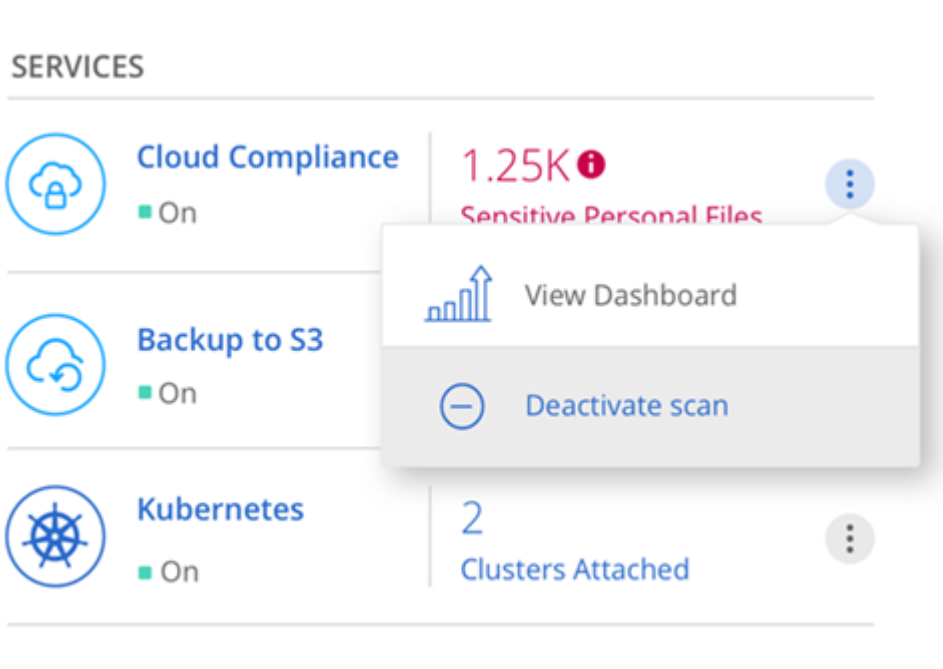 SERVICES
Cloud Compliance
On
1.25K
Sensitive Personal Files
View Dashboard
Deactivate scan
Backup to S3
On
Kubernetes
On
2
Clusters Attached